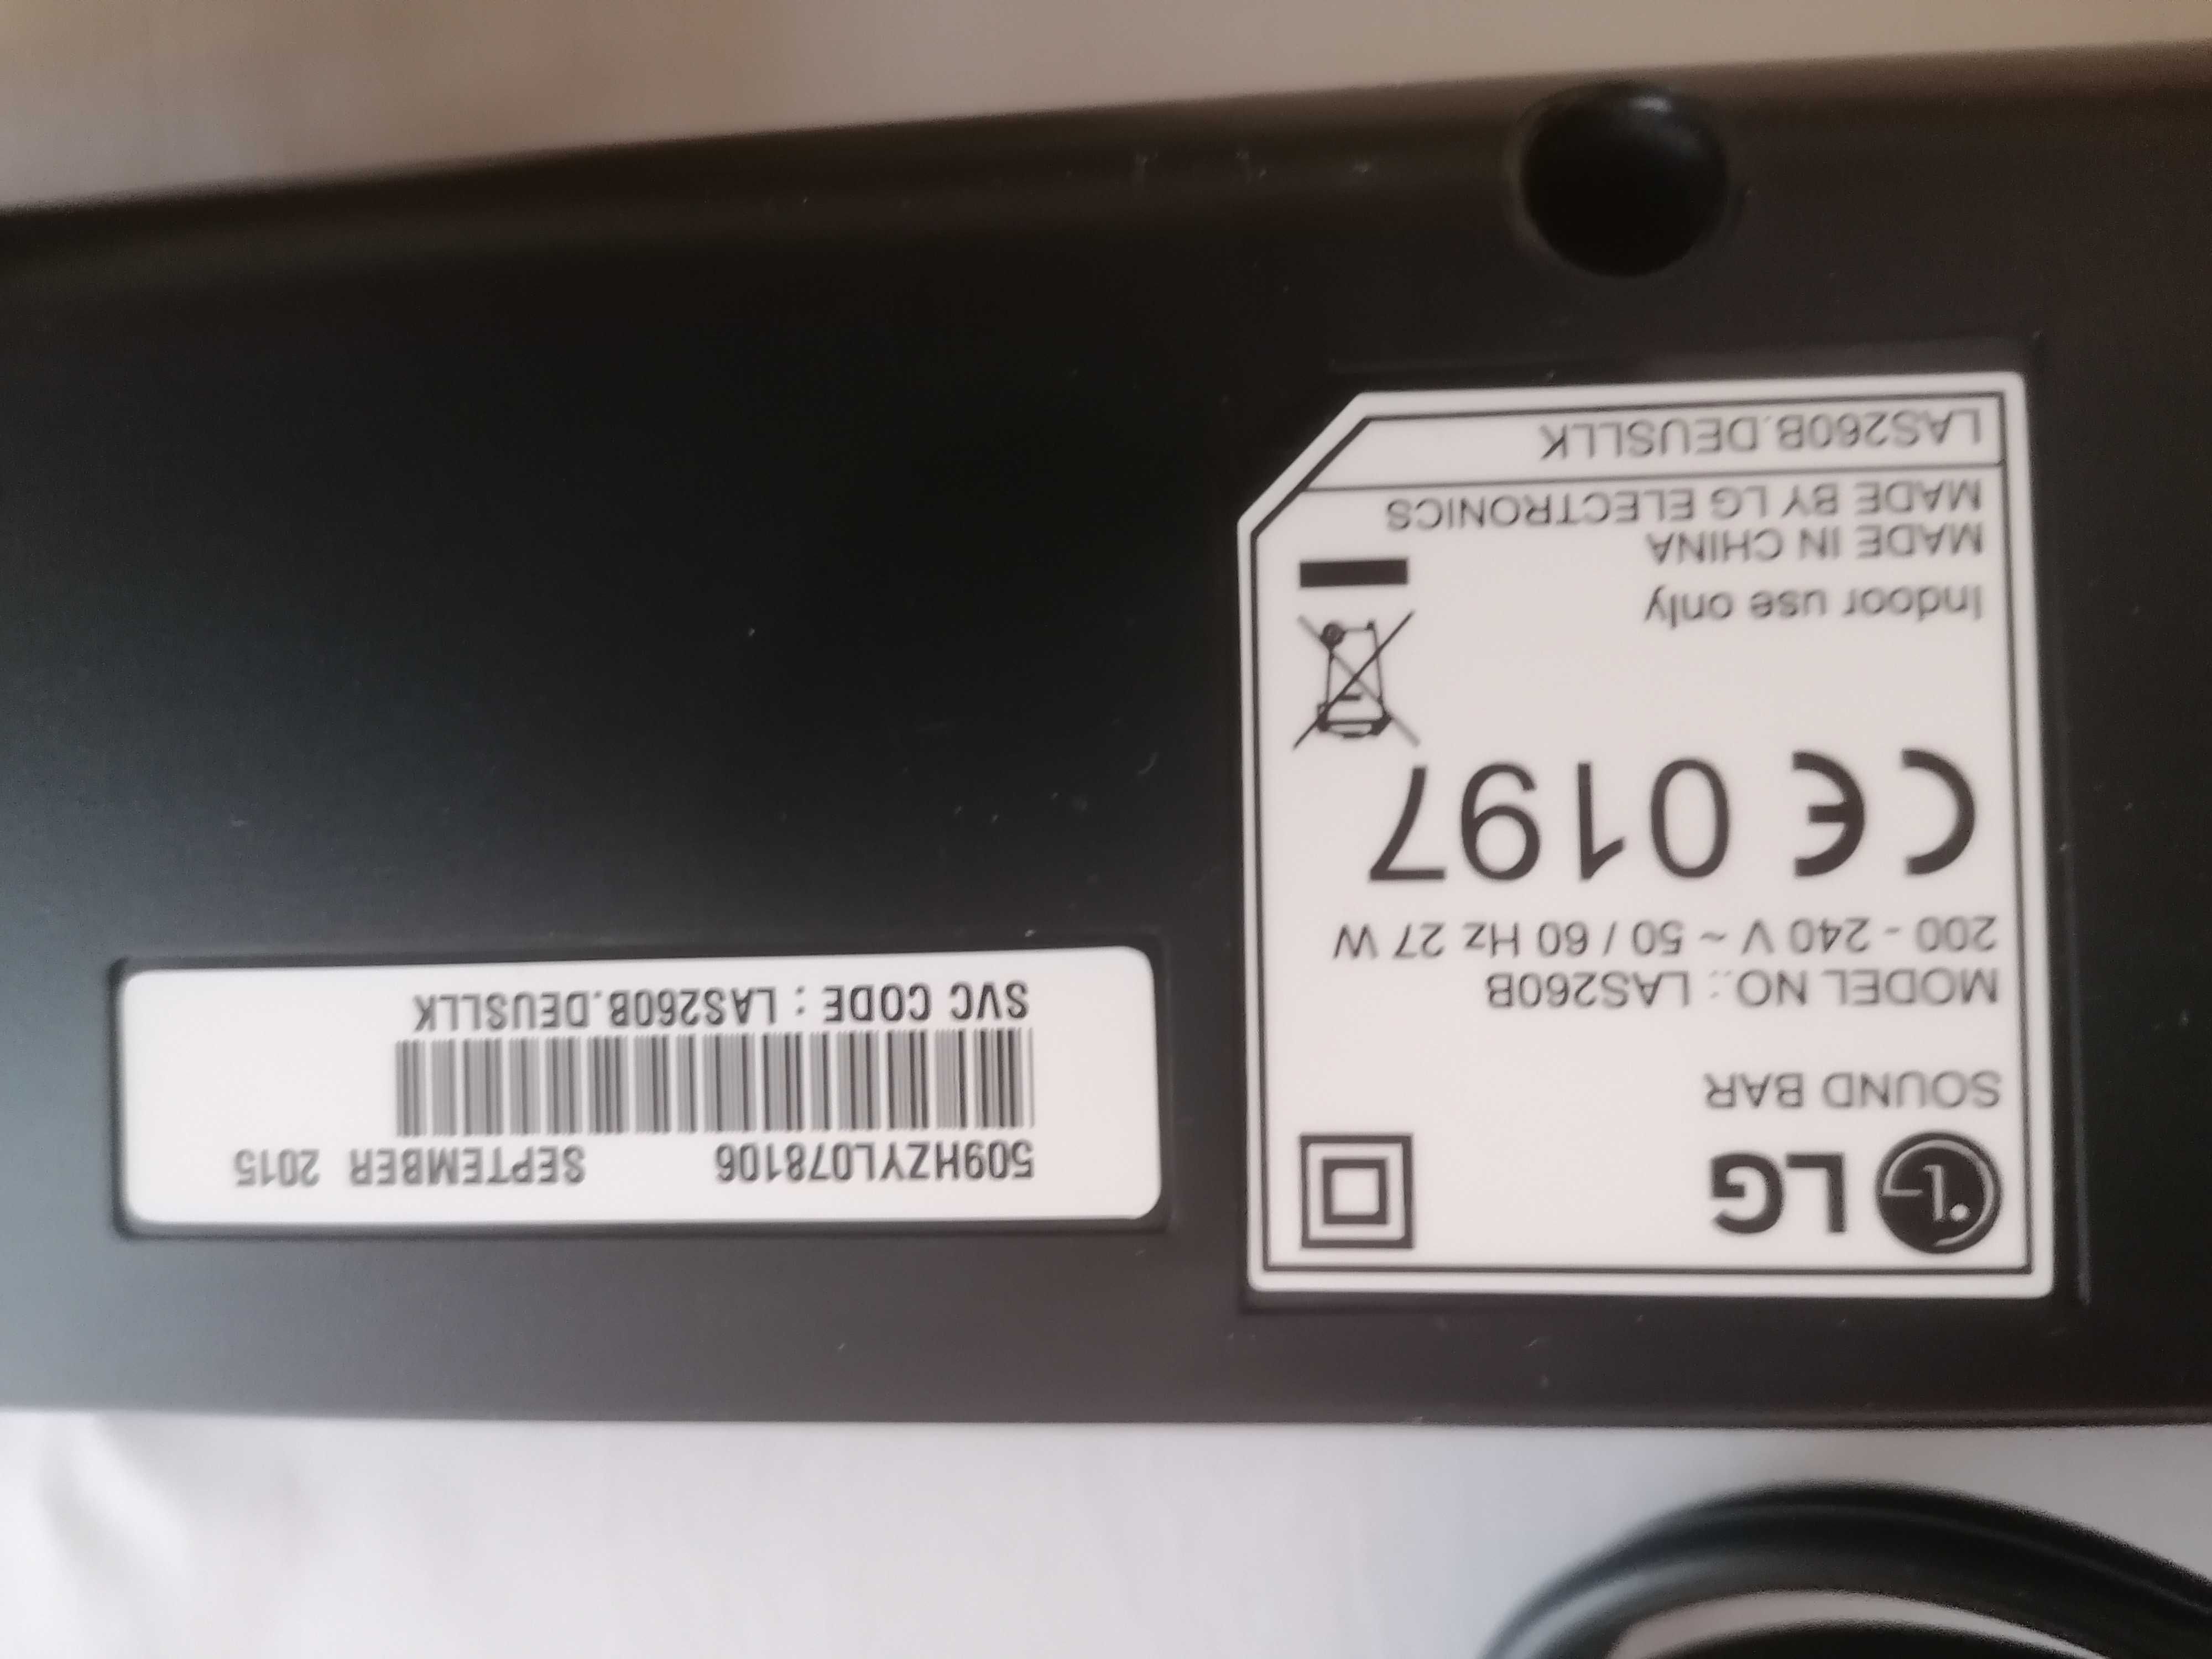 LG
SOUND BAR
MODEL NO.: LAS260B
200 - 240 V ~ 50 / 60 Hz 27 W
CE 0197
Indoor use only
MADE IN CHINA
MADE BY LG ELECTRONICS
LAS260B.DEUSLLK
509HZYL078106 SEPTEMBER 2015
SVC CODE : LAS260B.DEUSLLK